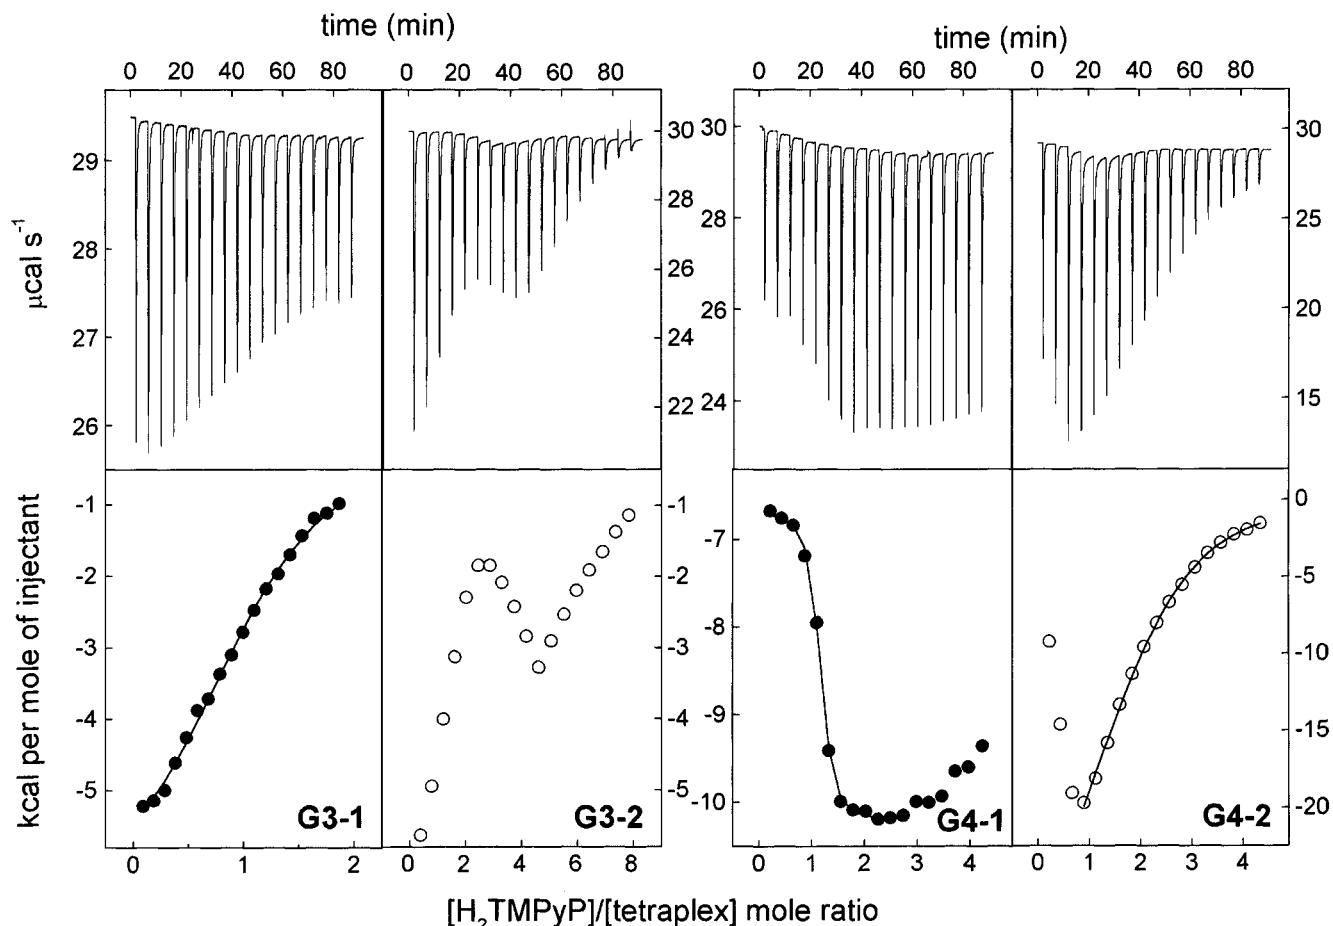 time (min)
time (min)
0 20 40 60 80
0 20 40 60 80
0 20 40 60 80
0 20 40 60 80
μcal s⁻¹
29
28
27
26
30
28
26
24
22
30
28
26
24
30
25
20
15
kcal per mole of injectant
-1
-2
-3
-4
-5
-1
-2
-3
-4
-5
-7
-8
-9
-10
0
-5
-10
-15
-20
G3-1
G3-2
G4-1
G4-2
0 1 2
0 2 4 6 8
0 1 2 3 4
0 1 2 3 4
[H₂TMPyP]/[tetraplex] mole ratio